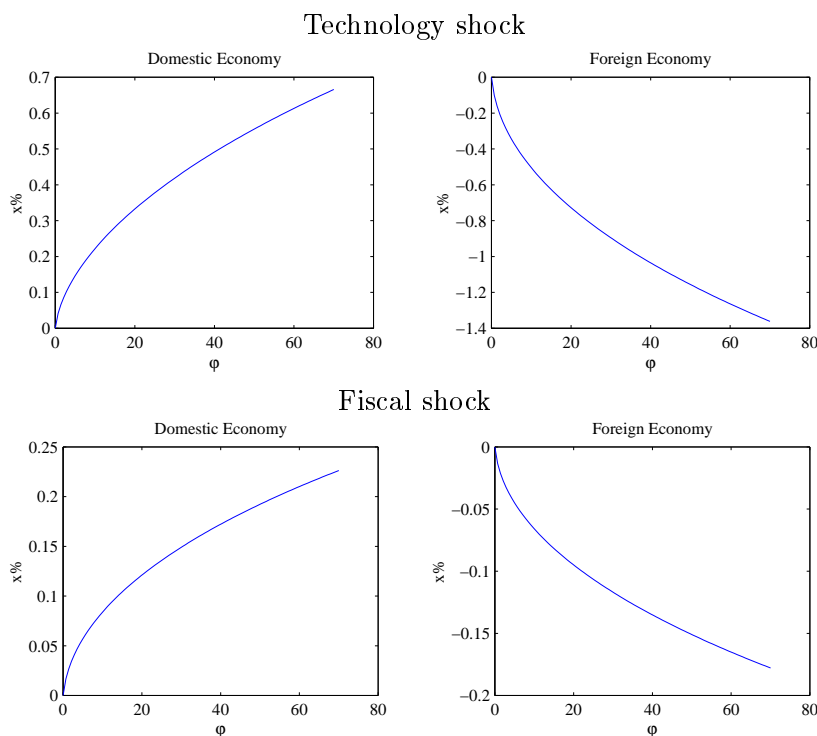 Technology shock
Domestic Economy
Foreign Economy
0.7
0.6
0.5
0.4
0.3
0.2
0.1
0
x%
0 20 40 60 80
φ
0
−0.2
−0.4
−0.6
−0.8
−1
−1.2
−1.4
x%
0 20 40 60 80
φ
Fiscal shock
Domestic Economy
Foreign Economy
0.25
0.2
0.15
0.1
0.05
0
x%
0 20 40 60 80
φ
0
−0.05
−0.1
−0.15
−0.2
x%
0 20 40 60 80
φ